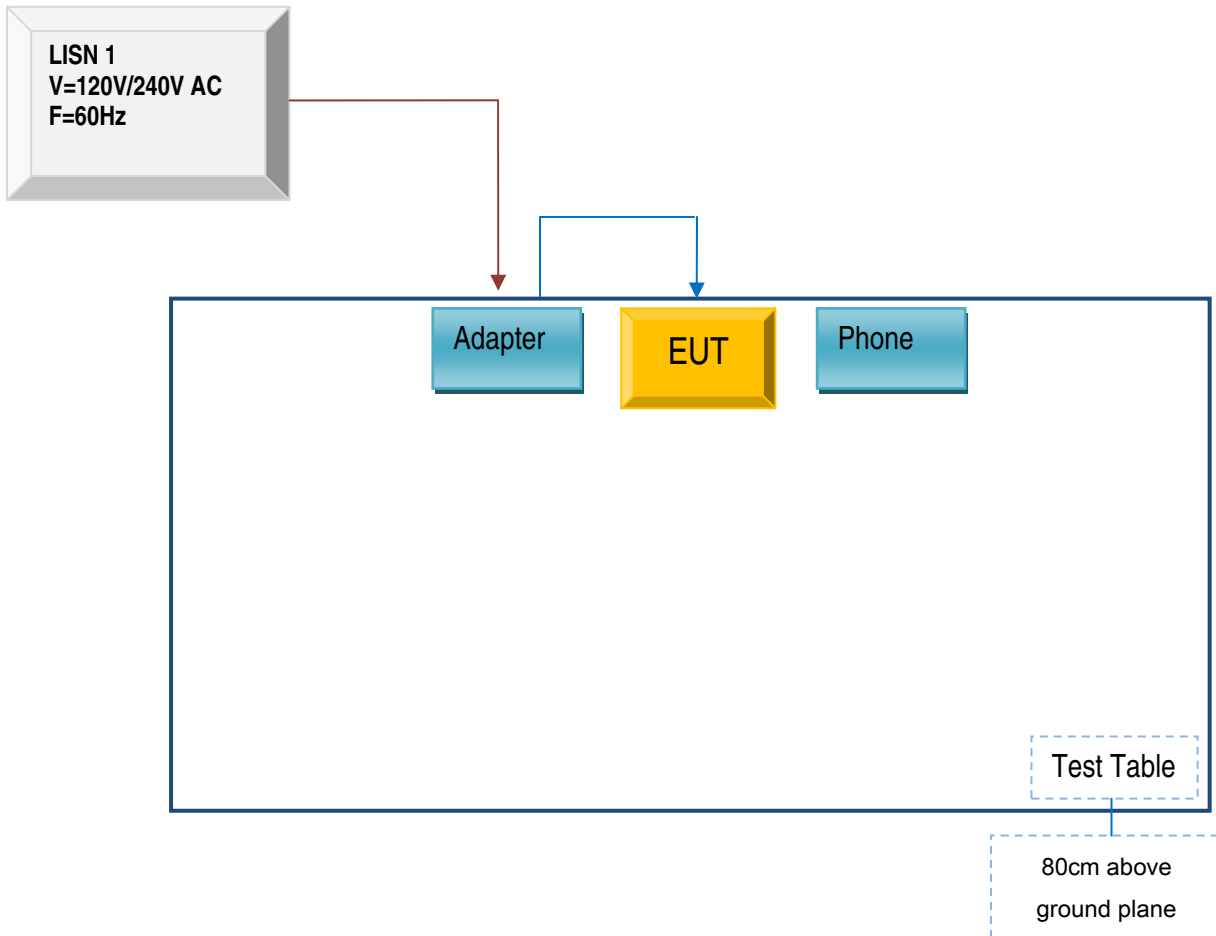 LISN 1
V=120V/240V AC
F=60Hz
Adapter
EUT
Phone
Test Table
80cm above
ground plane